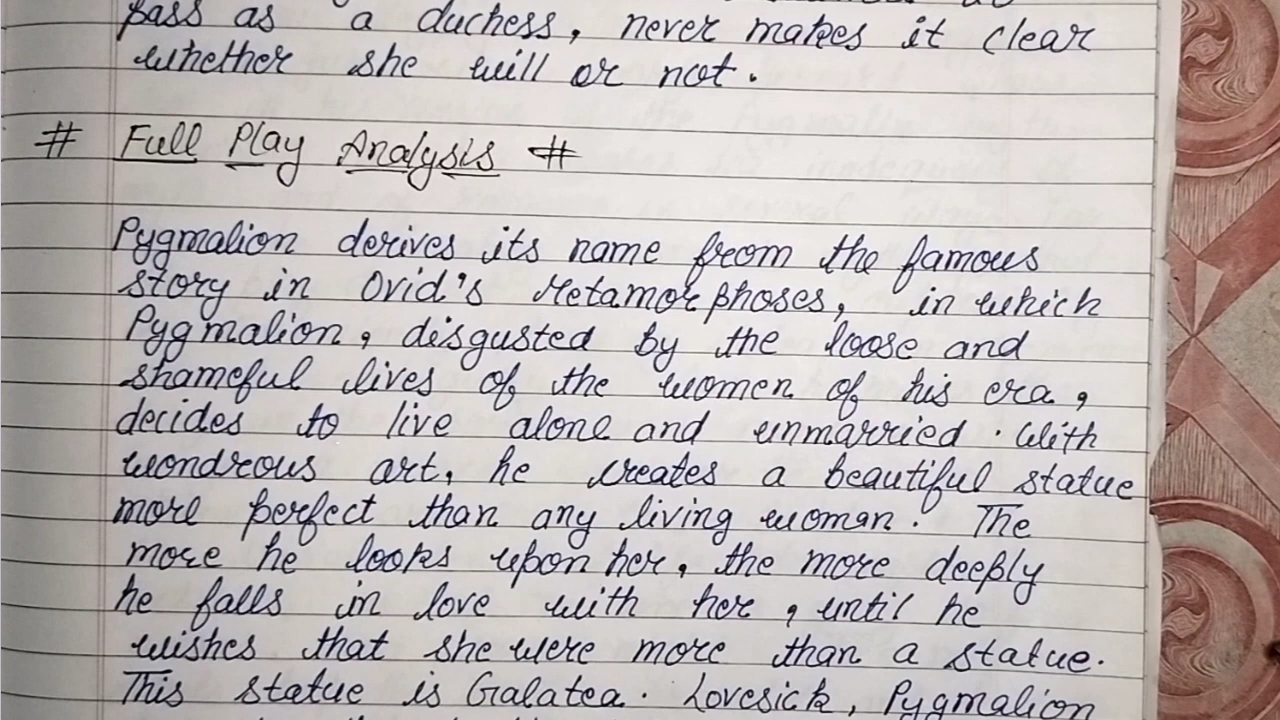 pass as a duchess, never makes it clear
whether she will or not.
# Full Play Analysis #
Pygmalion derives its name from the famous
story in Ovid's Metamorphoses, in which
Pygmalion, disgusted by the loose and
shameful lives of the women of his era,
decides to live alone and unmarried. With
wondrous art, he creates a beautiful statue
more perfect than any living woman. The
more he looks upon her, the more deeply
he falls in love with her, until he
wishes that she were more than a statue.
This statue is Galatea. Lovesick, Pygmalion